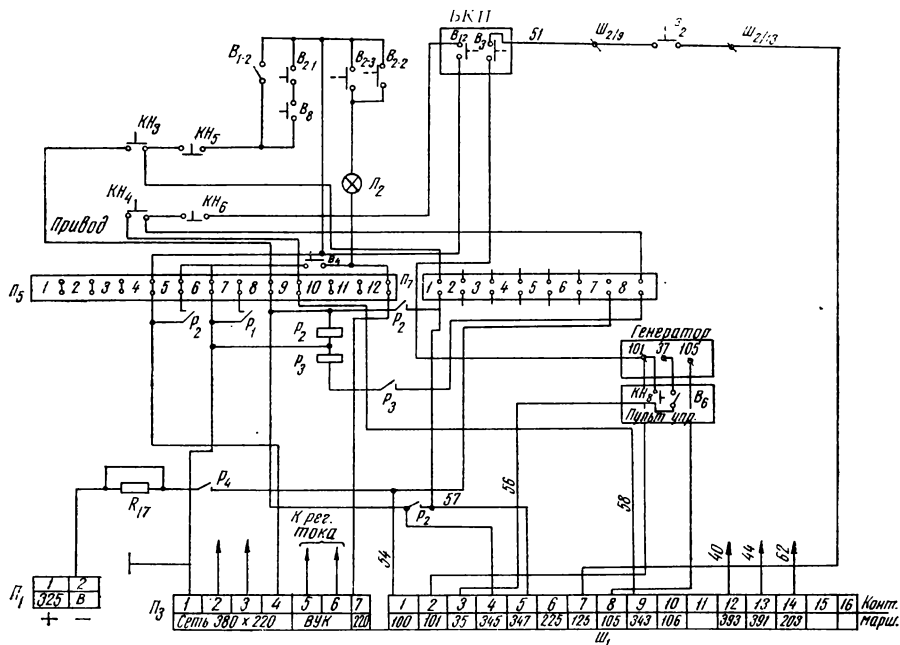 БКП
В12 В3
51
Ш2/9
2
Ш2/13
В1-2 В2-1 В2-3 В2-2
В8
КН3 КН5
Л2
КН4 КН6
Привод
В4
П5 1 2 3 4 5 6 7 8 9 10 11 12
П7 1 2 3 4 5 6 7 8
Р2 Р1 Р2 Р2
Р3
Р3
Генератор
101 37 105
КН8 В6
Пульт упр.
R17
Р4
Р2
57 56 58
54
К рег. тока
40 44 62
П1 1 2
325 В
+ −
П3 1 2 3 4 5 6 7
Сеть 380 × 220 ВУК 220
1 2 3 4 5 6 7 8 9 10 11 12 13 14 15 16 Конт.
100 101 35 345 347 225 125 105 343 106 393 391 203 марш.
Ш1